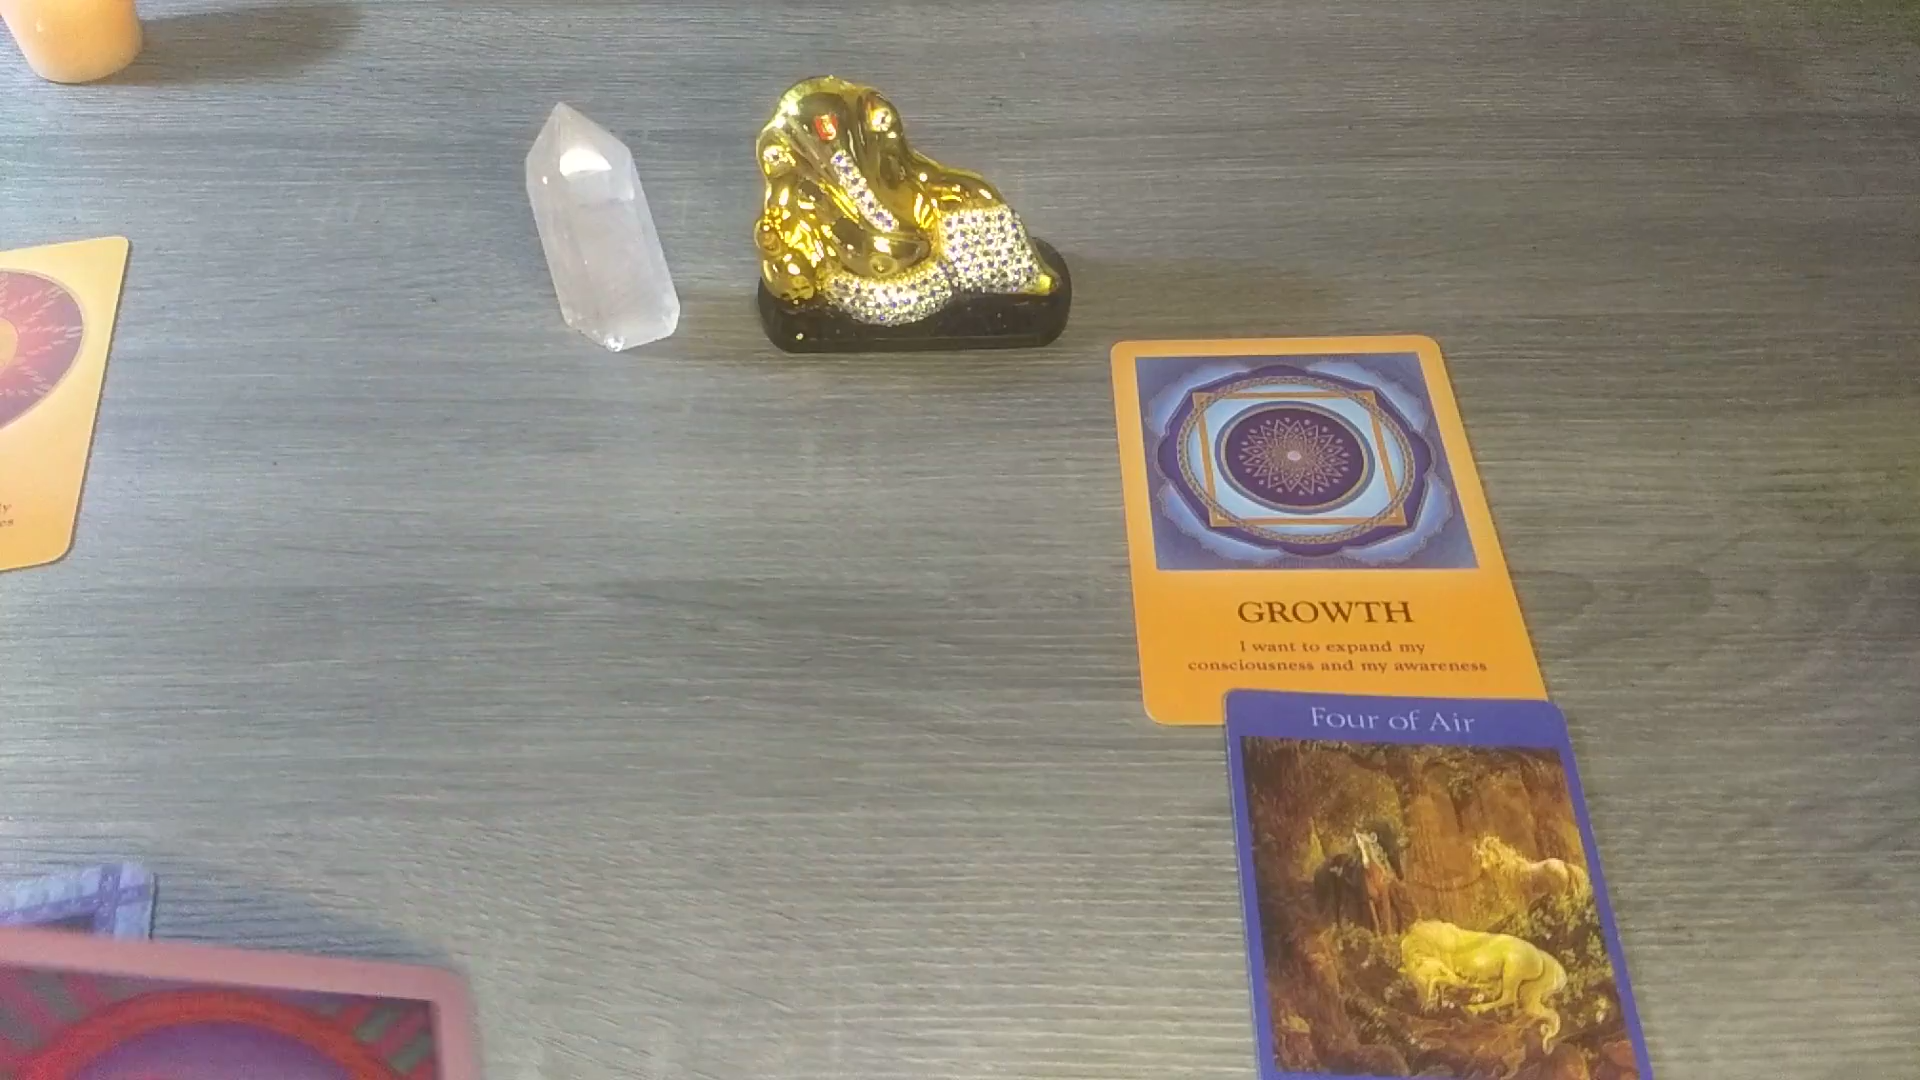 GROWTH
I want to expand my
consciousness and my awareness
Four of Air